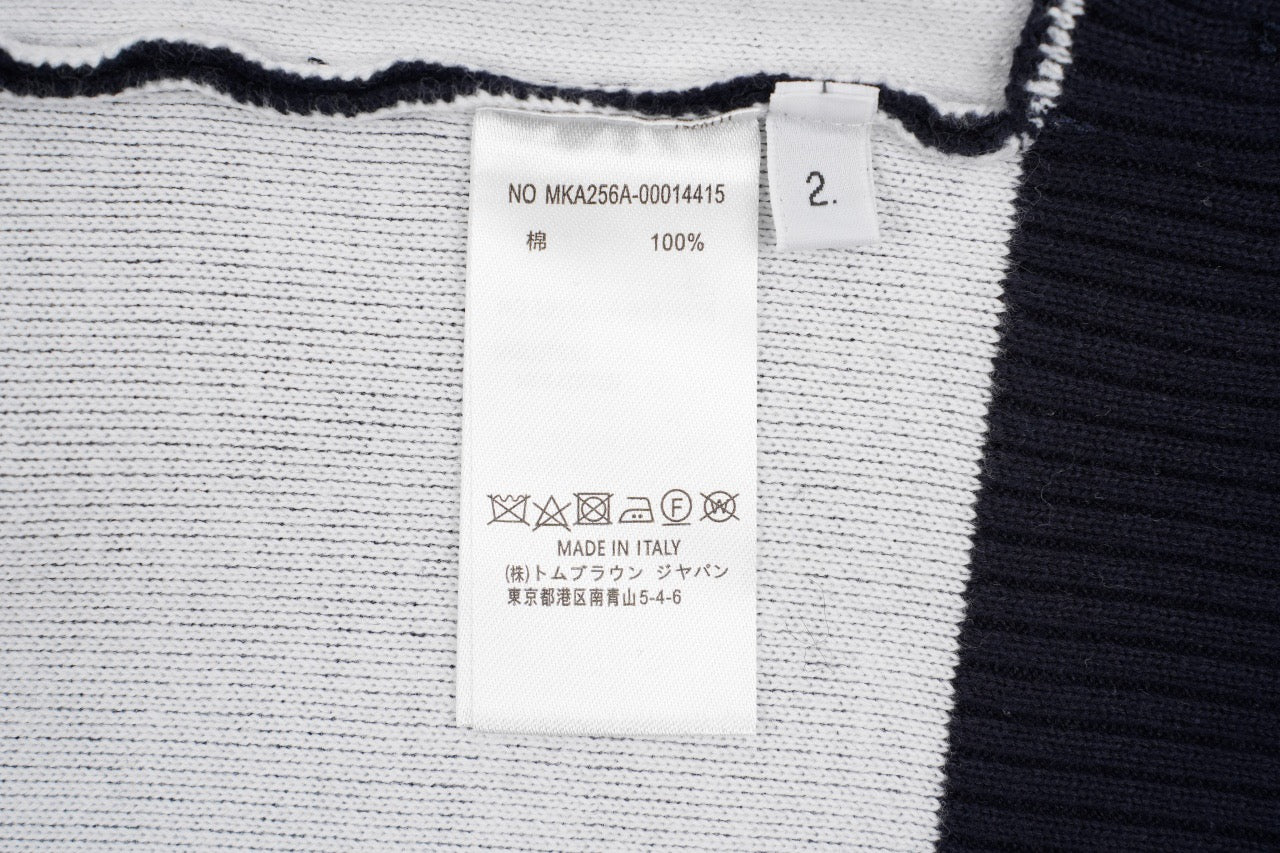 NO MKA256A-00014415
2.
棉 100%
F
W
MADE IN ITALY
(株)トムブラウン ジャパン
東京都港区南青山5-4-6